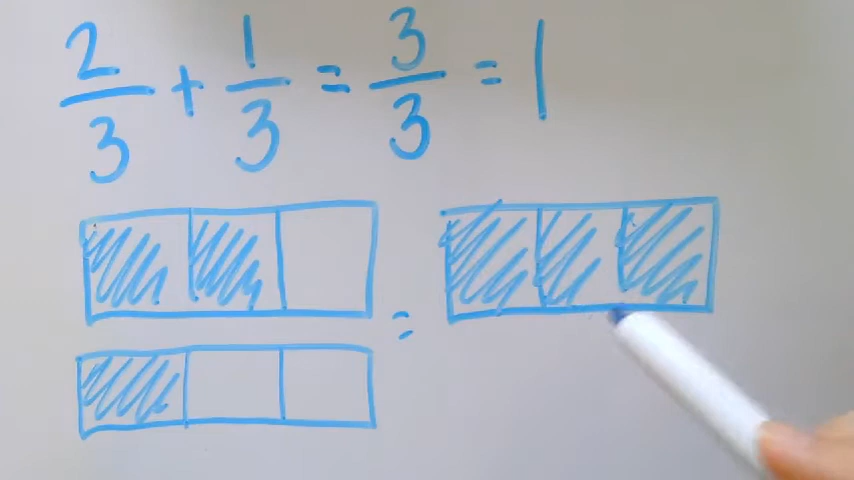 2/3 + 1/3 = 3/3 = 1
=